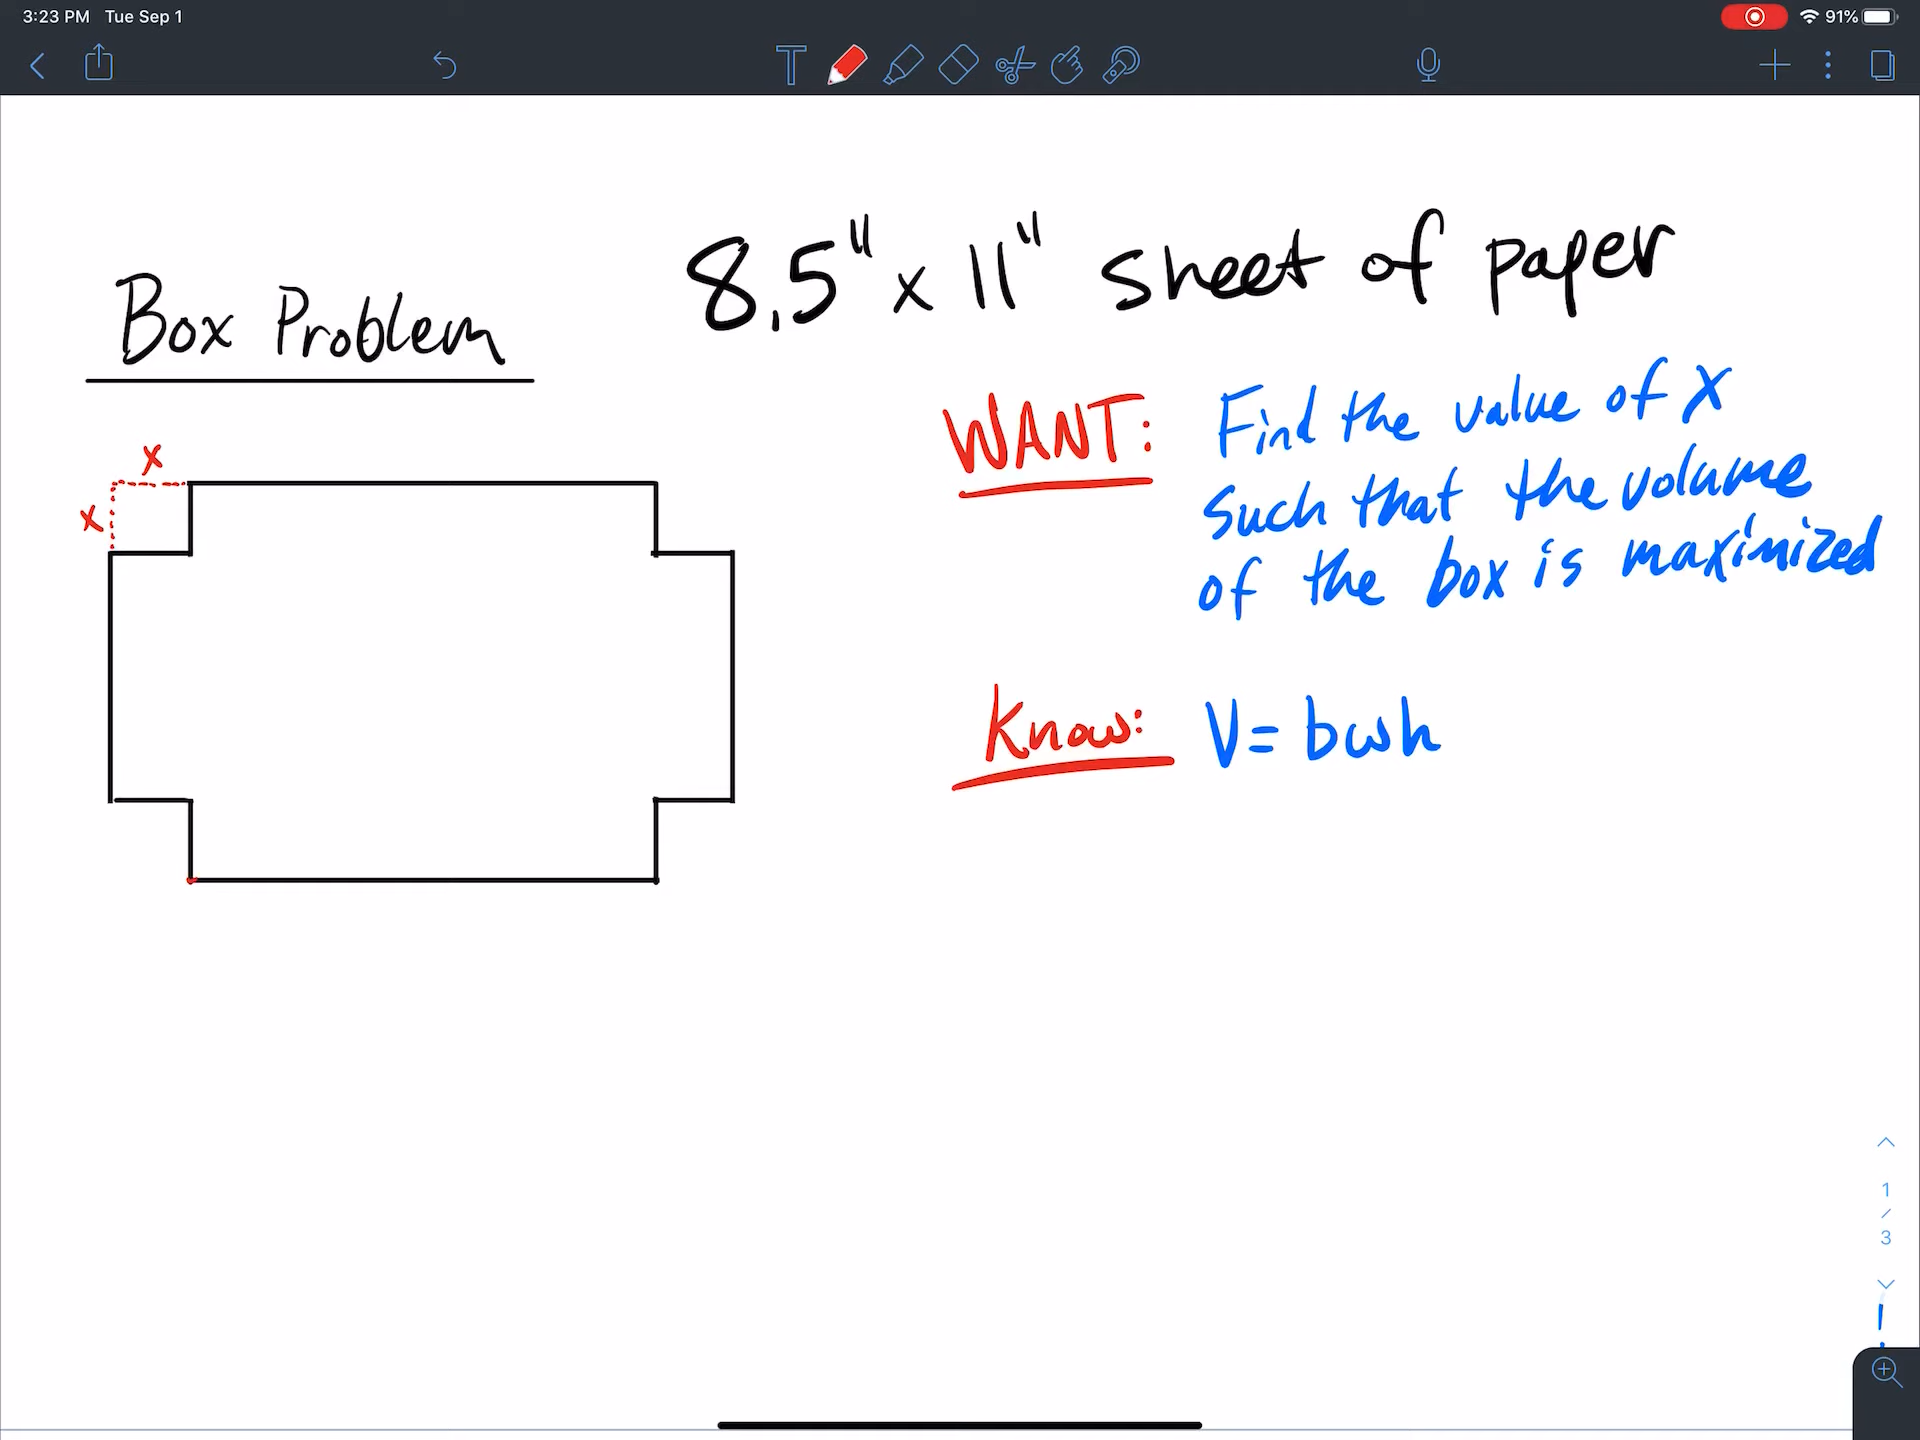 3:23 PM Tue Sep 1
91%
T
8.5" x 11" sheet of paper
Box Problem
WANT: Find the value of x
such that the volume
of the box is maximized
x
x
Know: V = bwh
1
/
3
!